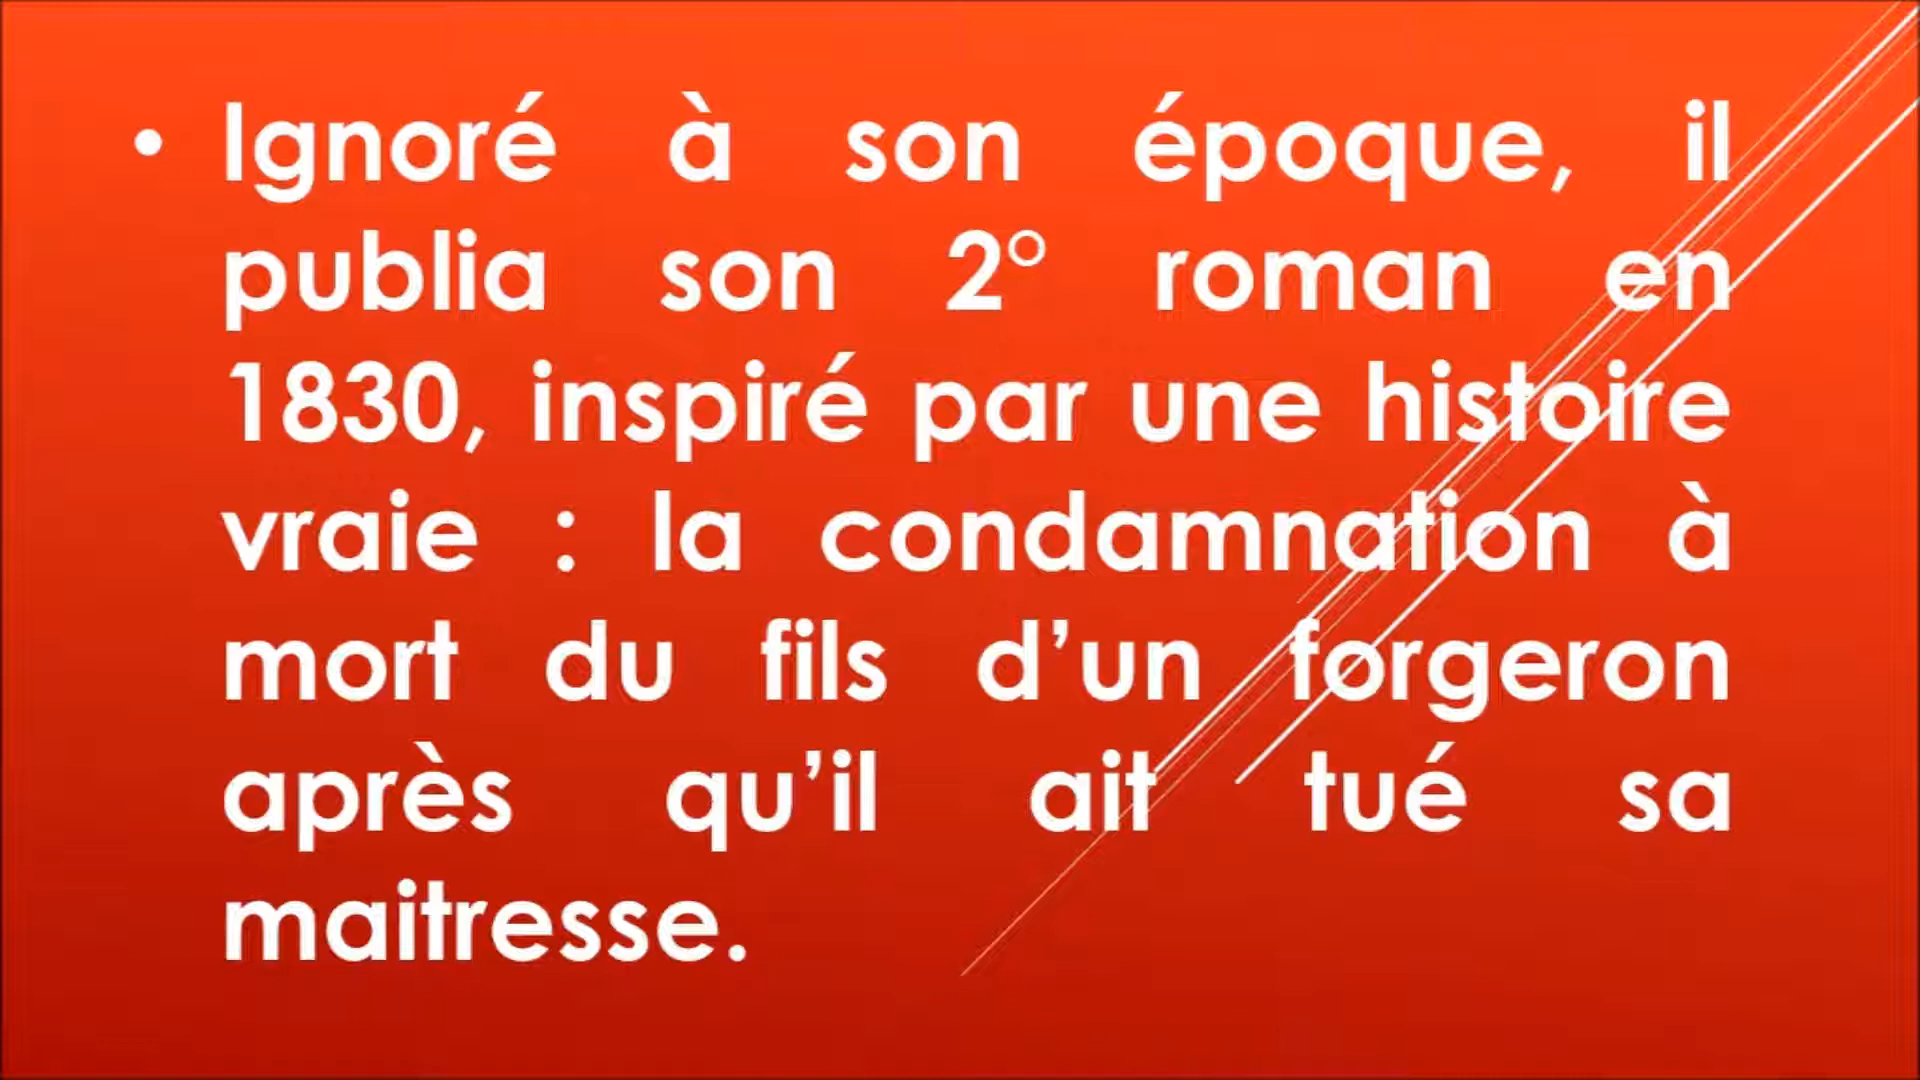 • Ignoré à son époque, il
publia son 2° roman en
1830, inspiré par une histoire
vraie : la condamnation à
mort du fils d’un forgeron
après qu’il ait tué sa
maitresse.